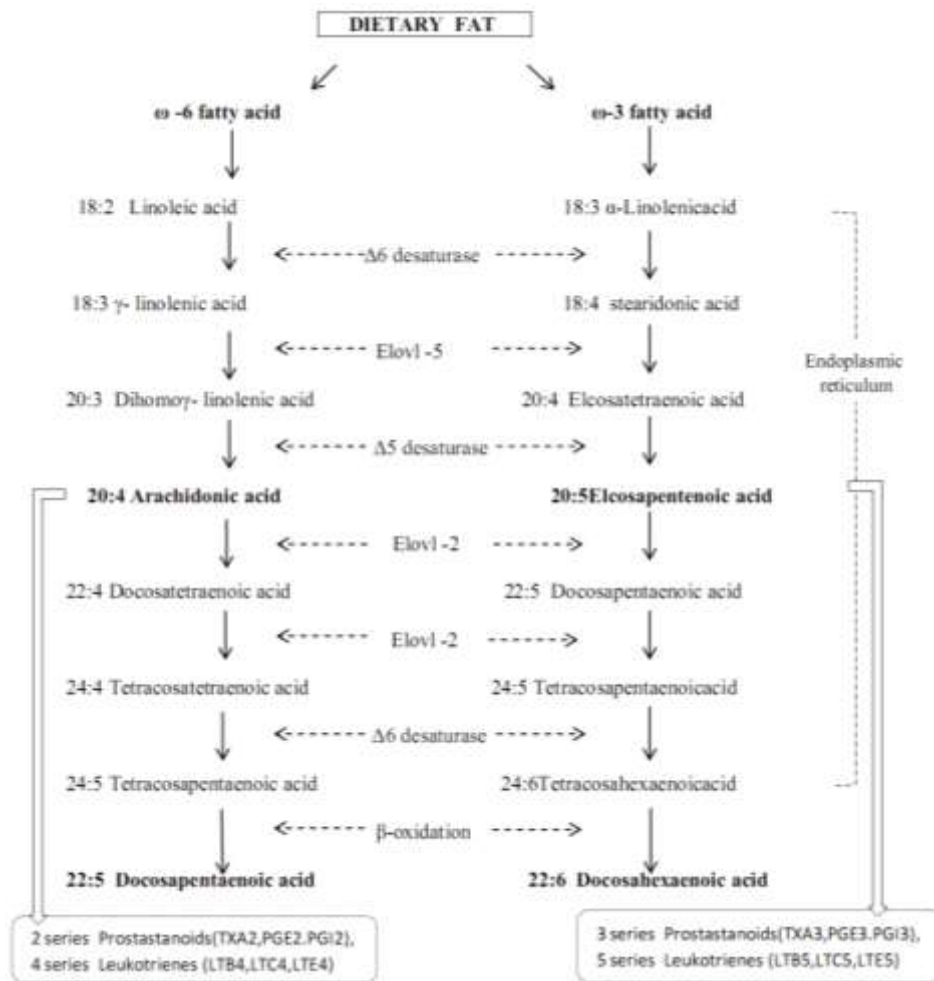 DIETARY FAT
ω -6 fatty acid
ω-3 fatty acid
18:2 Linoleic acid
18:3 α-Linolenicacid
Δ6 desaturase
18:3 γ- linolenic acid
18:4 stearidonic acid
Elovl -5
Endoplasmic
reticulum
20:3 Dihomoγ- linolenic acid
20:4 Elcosatetraenoic acid
Δ5 desaturase
20:4 Arachidonic acid
20:5Elcosapentenoic acid
Elovl -2
22:4 Docosatetraenoic acid
22:5 Docosapentaenoic acid
Elovl -2
24:4 Tetracosatetraenoic acid
24:5 Tetracosapentaenoicacid
Δ6 desaturase
24:5 Tetracosapentaenoic acid
24:6Tetracosahexaenoicacid
β-oxidation
22:5 Docosapentaenoic acid
22:6 Docosahexaenoic acid
2 series Prostastanoids(TXA2,PGE2.PGI2),
4 series Leukotrienes (LTB4,LTC4,LTE4)
3 series Prostastanoids(TXA3,PGE3.PGI3),
5 series Leukotrienes (LTB5,LTC5,LTE5)